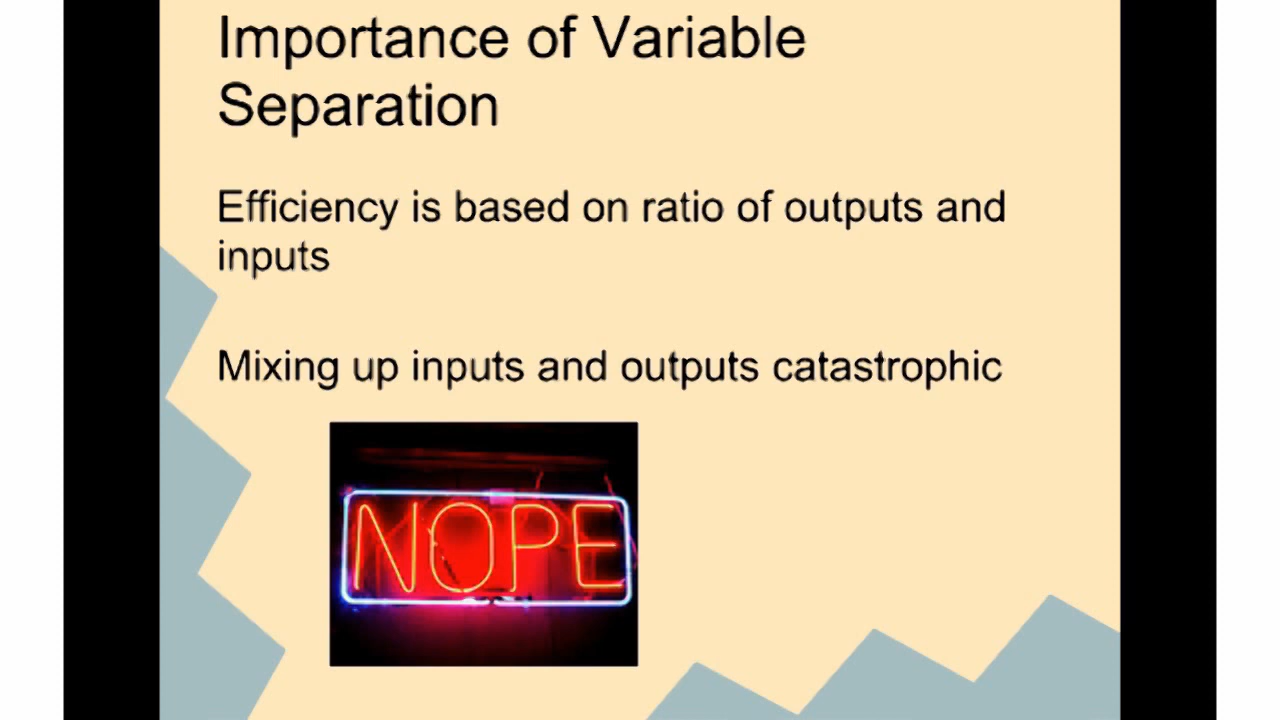 Importance of Variable
Separation
Efficiency is based on ratio of outputs and
inputs
Mixing up inputs and outputs catastrophic
NOPE